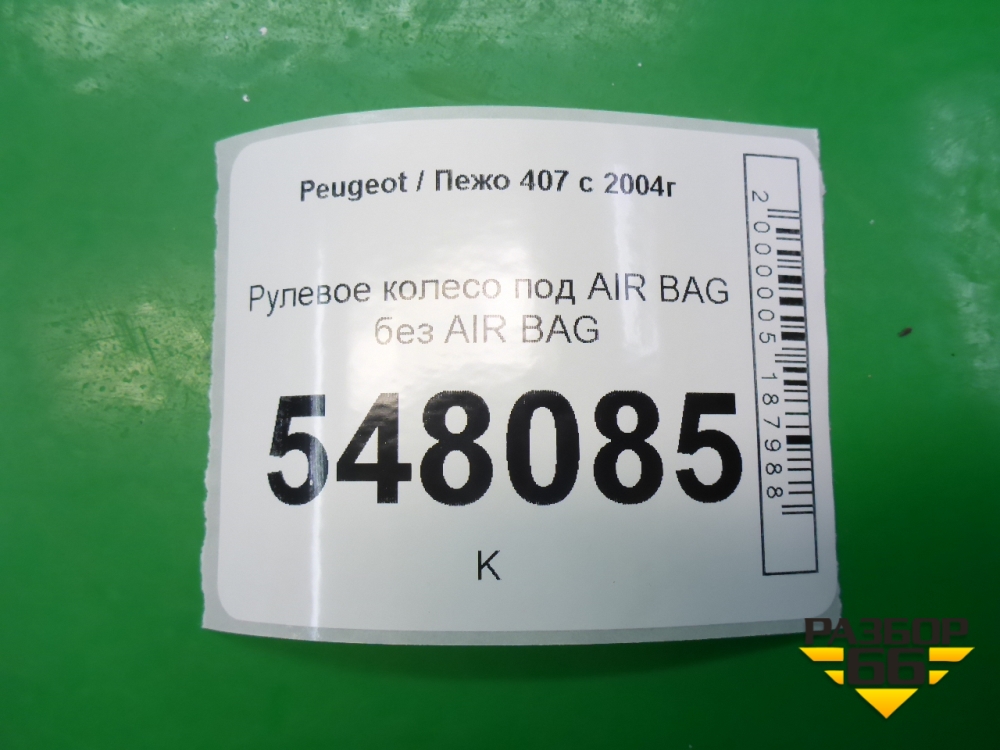 Peugeot / Пежо 407 с 2004г
Рулевое колесо под AIR BAG
без AIR BAG
548085
К
2000005187988
РАЗБОР
66